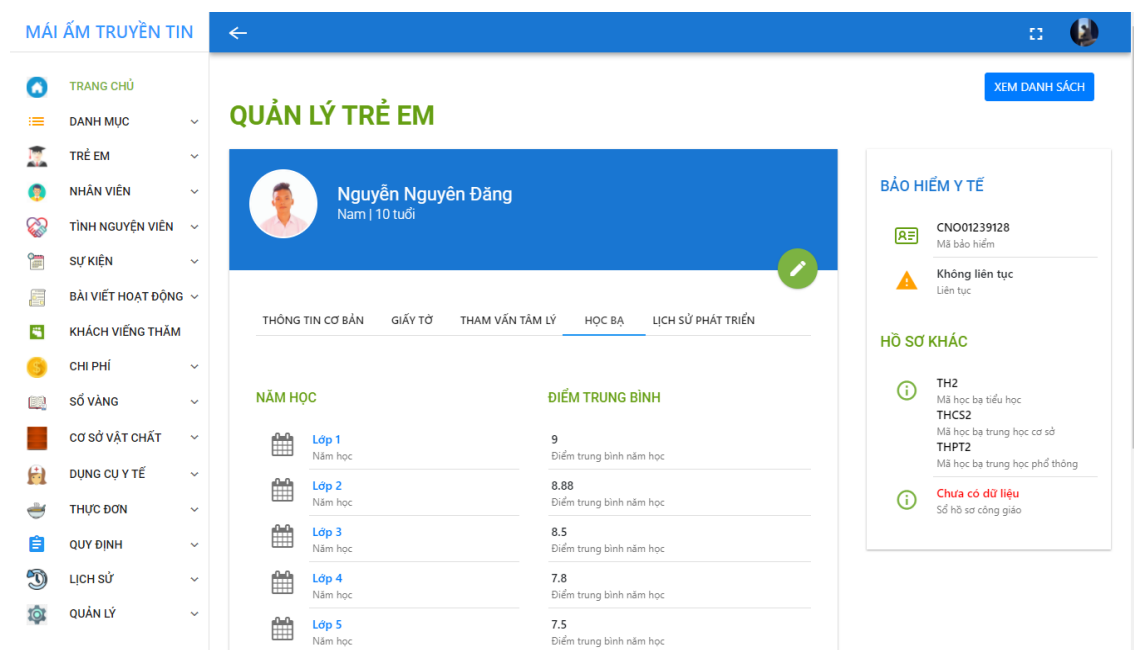 MÁI ẤM TRUYỀN TIN
TRANG CHỦ
DANH MỤC
TRẺ EM
NHÂN VIÊN
TÌNH NGUYỆN VIÊN
SỰ KIỆN
BÀI VIẾT HOẠT ĐỘNG
KHÁCH VIẾNG THĂM
CHI PHÍ
SỔ VÀNG
CƠ SỞ VẬT CHẤT
DỤNG CỤ Y TẾ
THỰC ĐƠN
QUY ĐỊNH
LỊCH SỬ
QUẢN LÝ
XEM DANH SÁCH
QUẢN LÝ TRẺ EM
Nguyễn Nguyên Đăng
Nam | 10 tuổi
THÔNG TIN CƠ BẢN GIẤY TỜ THAM VẤN TÂM LÝ HỌC BẠ LỊCH SỬ PHÁT TRIỂN
NĂM HỌC ĐIỂM TRUNG BÌNH
Lớp 1 9
Năm học Điểm trung bình năm học
Lớp 2 8.88
Năm học Điểm trung bình năm học
Lớp 3 8.5
Năm học Điểm trung bình năm học
Lớp 4 7.8
Năm học Điểm trung bình năm học
Lớp 5 7.5
Năm học Điểm trung bình năm học
BẢO HIỂM Y TẾ
CNO01239128
Mã bảo hiểm
Không liên tục
Liên tục
HỒ SƠ KHÁC
TH2
Mã học bạ tiểu học
THCS2
Mã học bạ trung học cơ sở
THPT2
Mã học bạ trung học phổ thông
Chưa có dữ liệu
Sổ hồ sơ công giáo